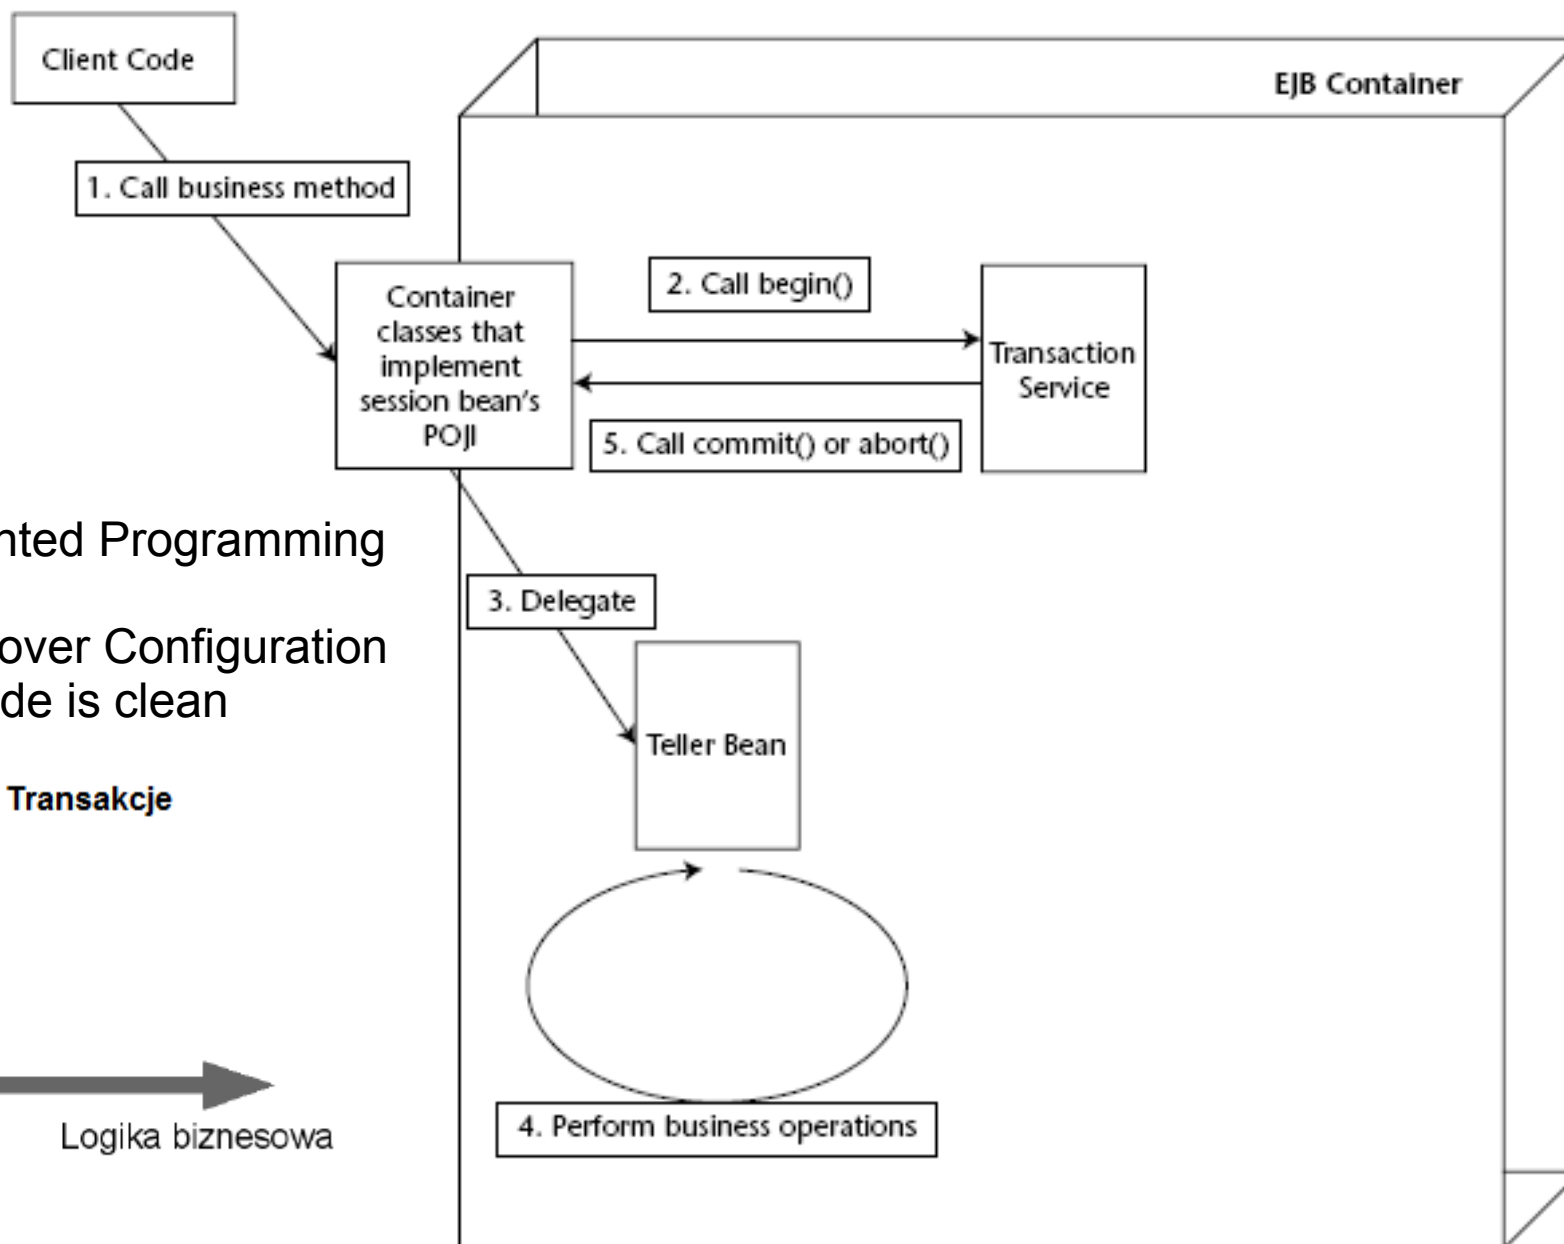 Client Code
EJB Container
1. Call business method
2. Call begin()
Container
classes that
implement
session bean's
POJI
Transaction
Service
5. Call commit() or abort()
nted Programming
3. Delegate
over Configuration
de is clean
Teller Bean
Transakcje
4. Perform business operations
Logika biznesowa